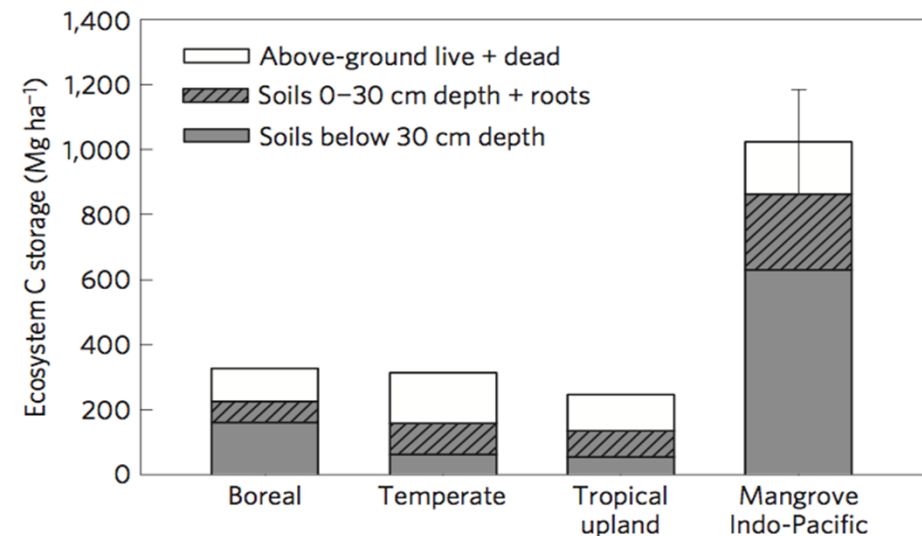 1,400
1,200
1,000
800
600
400
200
0
Ecosystem C storage (Mg ha⁻¹)
Above-ground live + dead
Soils 0–30 cm depth + roots
Soils below 30 cm depth
Boreal
Temperate
Tropical
upland
Mangrove
Indo-Pacific